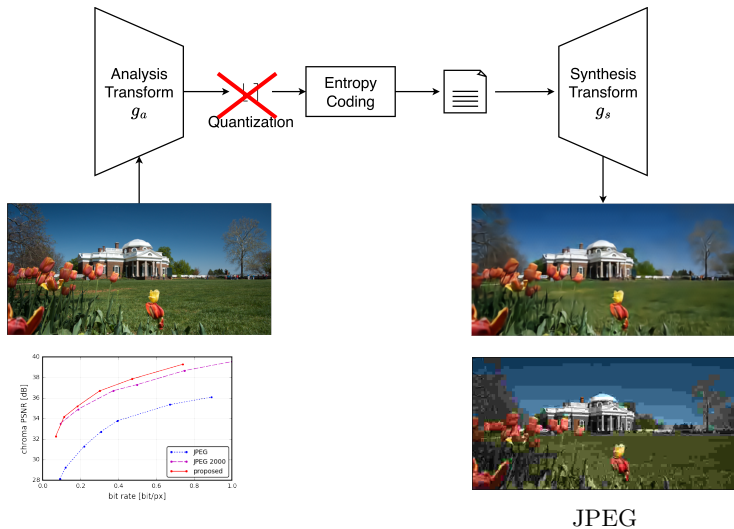 Analysis
Transform
g_a
Quantization
Entropy
Coding
Synthesis
Transform
g_s
40
38
36
34
32
30
28
chroma PSNR [dB]
0.0 0.2 0.4 0.6 0.8 1.0
bit rate [bit/px]
JPEG
JPEG 2000
proposed
JPEG